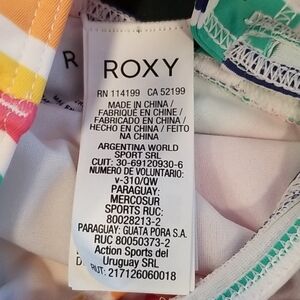 ROXY
RN 114199 CA 52199
MADE IN CHINA /
FABRIQUÉ EN CHINE /
FABRICADO EN CHINA /
HECHO EN CHINA / FEITO
NA CHINA
ARGENTINA WORLD
SPORT SRL
CUIT: 30-69120930-6
NUMERO DE VOLUNTARIO:
v-310/QW
PARAGUAY:
MERCOSUR
SPORTS RUC:
80028213-2
PARAGUAY: GUATA PORA S.A.
RUC 80050373-2
Action Sports del
Uruguay SRL
RUT: 217126060018